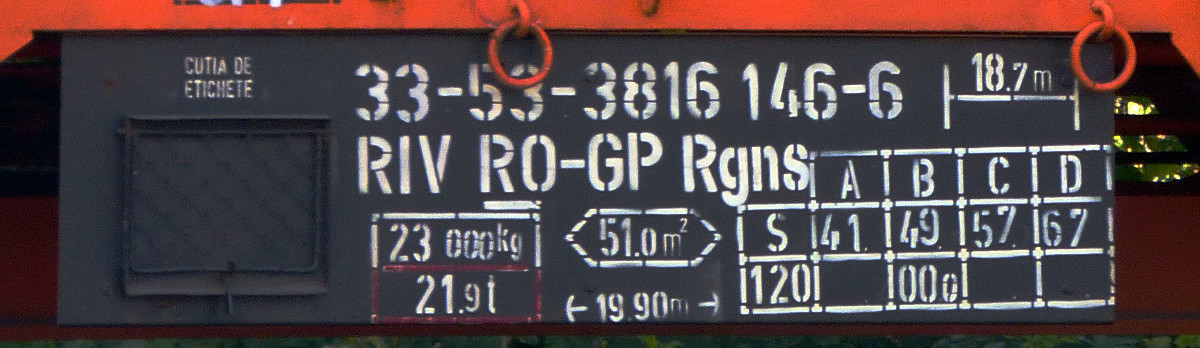 CUTIA DE
ETICHETE
33-53-3816 146-6
18.7m
RIV RO-GP Rgns
A B C D
S 41 49 57 67
120 00.0
23 000kg
21.9t
51.0m²
19.90m